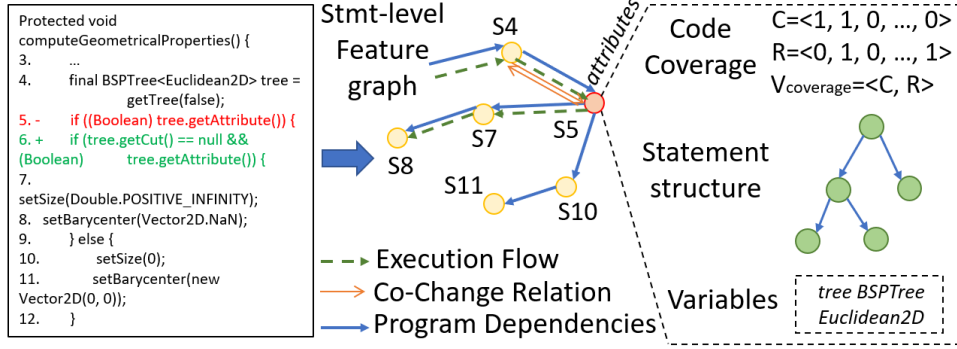 Protected void
computeGeometricalProperties() {
3. ...
4. final BSPTree<Euclidean2D> tree =
getTree(false);
5. - if ((Boolean) tree.getAttribute()) {
6. + if (tree.getCut() == null &&
(Boolean) tree.getAttribute()) {
7.
setSize(Double.POSITIVE_INFINITY);
8. setBarycenter(Vector2D.NaN);
9. } else {
10. setSize(0);
11. setBarycenter(new
Vector2D(0, 0));
12. }
Stmt-level
Feature
graph
S4
S5
S7
S8
S10
S11
attributes
Execution Flow
Co-Change Relation
Program Dependencies
Code
Coverage
C=<1, 1, 0, ..., 0>
R=<0, 1, 0, ..., 1>
Vcoverage=<C, R>
Statement
structure
Variables
tree BSPTree
Euclidean2D